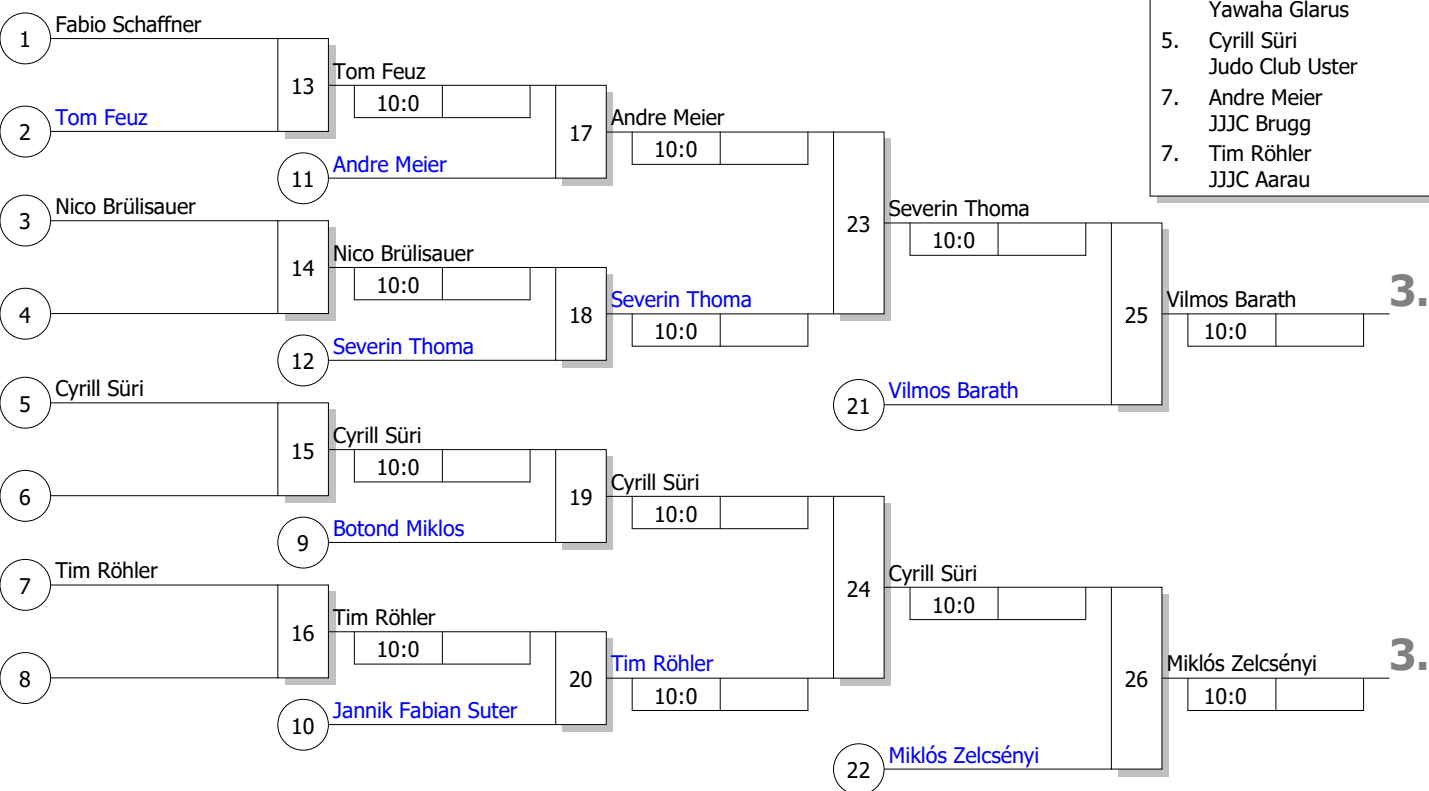 1 Fabio Schaffner
2 Tom Feuz
13
Tom Feuz
10:0
11 Andre Meier
17
Andre Meier
10:0
3 Nico Brülisauer
4
14
Nico Brülisauer
10:0
12 Severin Thoma
18
Severin Thoma
10:0
23
Severin Thoma
10:0
21 Vilmos Barath
25
Vilmos Barath
10:0
3.
5 Cyrill Süri
6
15
Cyrill Süri
10:0
9 Botond Miklos
19
Cyrill Süri
10:0
7 Tim Röhler
8
16
Tim Röhler
10:0
10 Jannik Fabian Suter
20
Tim Röhler
10:0
24
Cyrill Süri
10:0
22 Miklós Zelcsényi
26
Miklós Zelcsényi
10:0
3.
Yawaha Glarus
5. Cyrill Süri
Judo Club Uster
7. Andre Meier
JJJC Brugg
7. Tim Röhler
JJJC Aarau